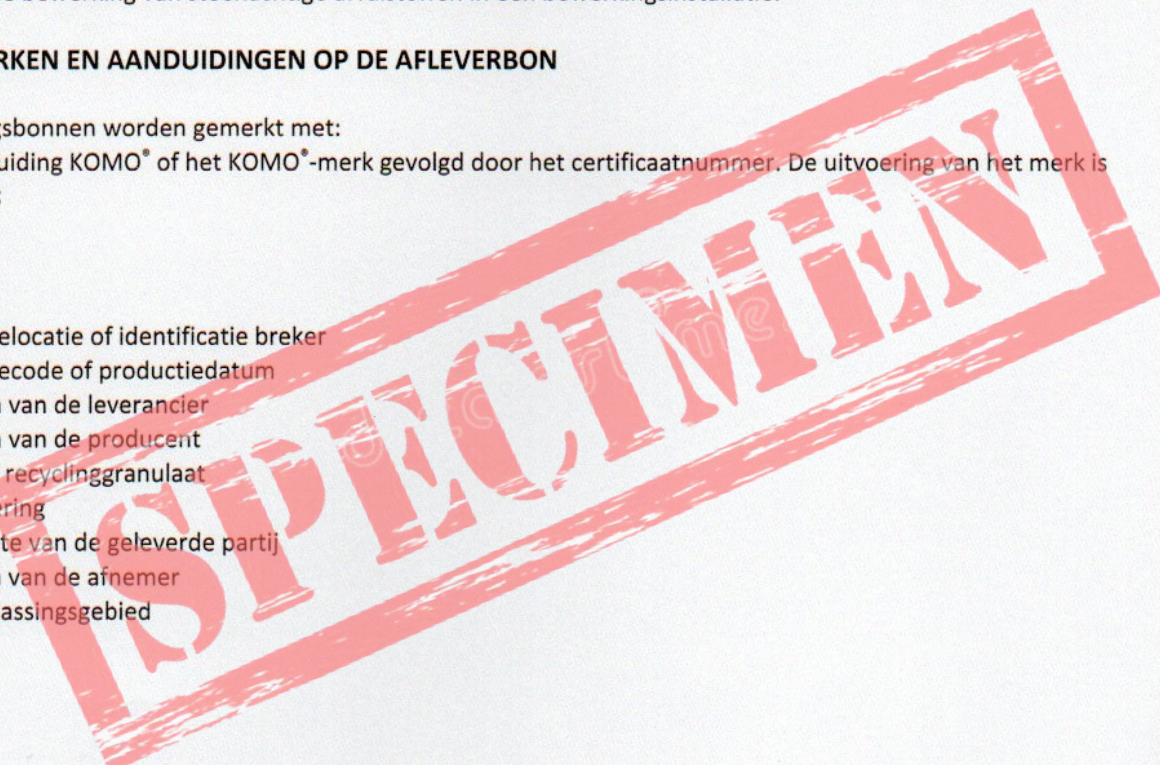 RKEN EN AANDUIDINGEN OP DE AFLEVERBON
gsbonnen worden gemerkt met:
uiding KOMO® of het KOMO®-merk gevolgd door het certificaatnummer. De uitvoering van het merk is
elocatie of identificatie breker
ecode of productiedatum
van de leverancier
van de producent
recyclinggranulaat
ring
te van de geleverde partij
van de afnemer
assingsgebied
SPECIMEN